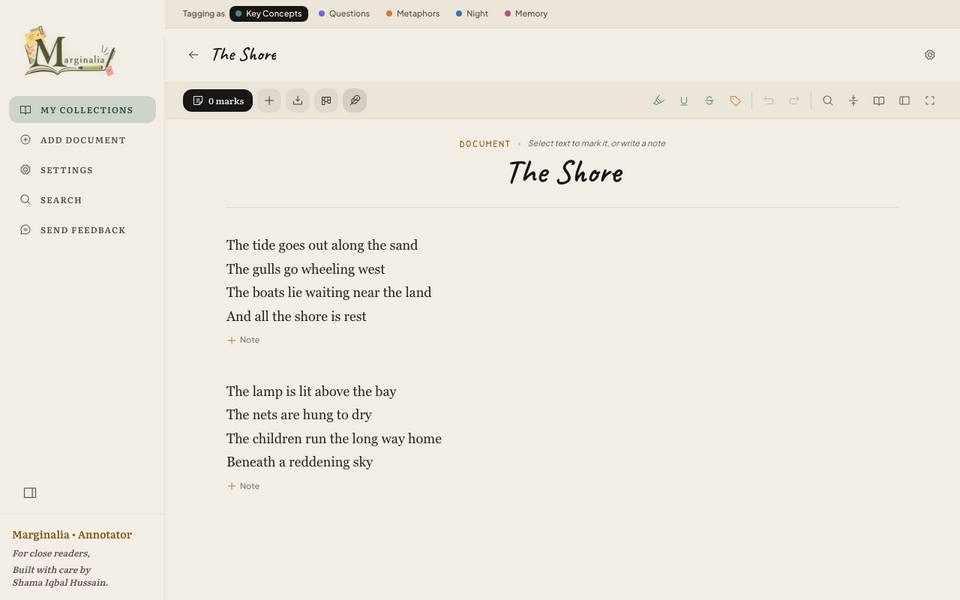 Tagging as Key Concepts Questions Metaphors Night Memory
Marginalia
The Shore
MY COLLECTIONS
ADD DOCUMENT
SETTINGS
SEARCH
SEND FEEDBACK
0 marks
DOCUMENT • Select text to mark it, or write a note
The Shore
The tide goes out along the sand
The gulls go wheeling west
The boats lie waiting near the land
And all the shore is rest
+ Note
The lamp is lit above the bay
The nets are hung to dry
The children run the long way home
Beneath a reddening sky
+ Note
Marginalia • Annotator
For close readers,
Built with care by
Shama Iqbal Hussain.